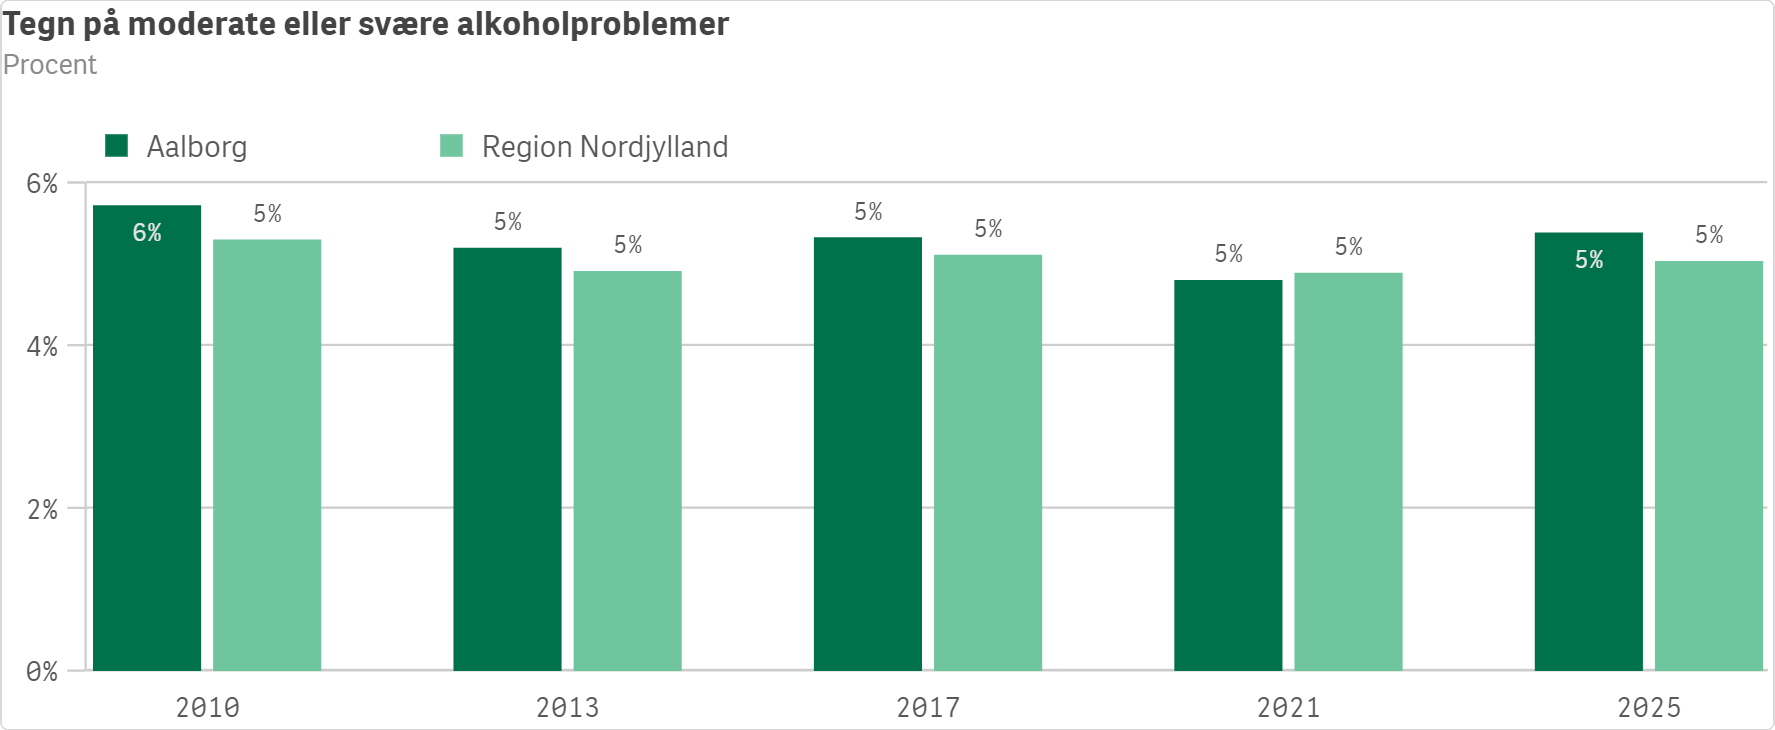 Tegn på moderate eller svære alkoholproblemer
Procent
Aalborg Region Nordjylland
6%
6% 5% 5% 5% 5% 5% 5% 5% 5% 5%
4%
2%
0%
2010 2013 2017 2021 2025